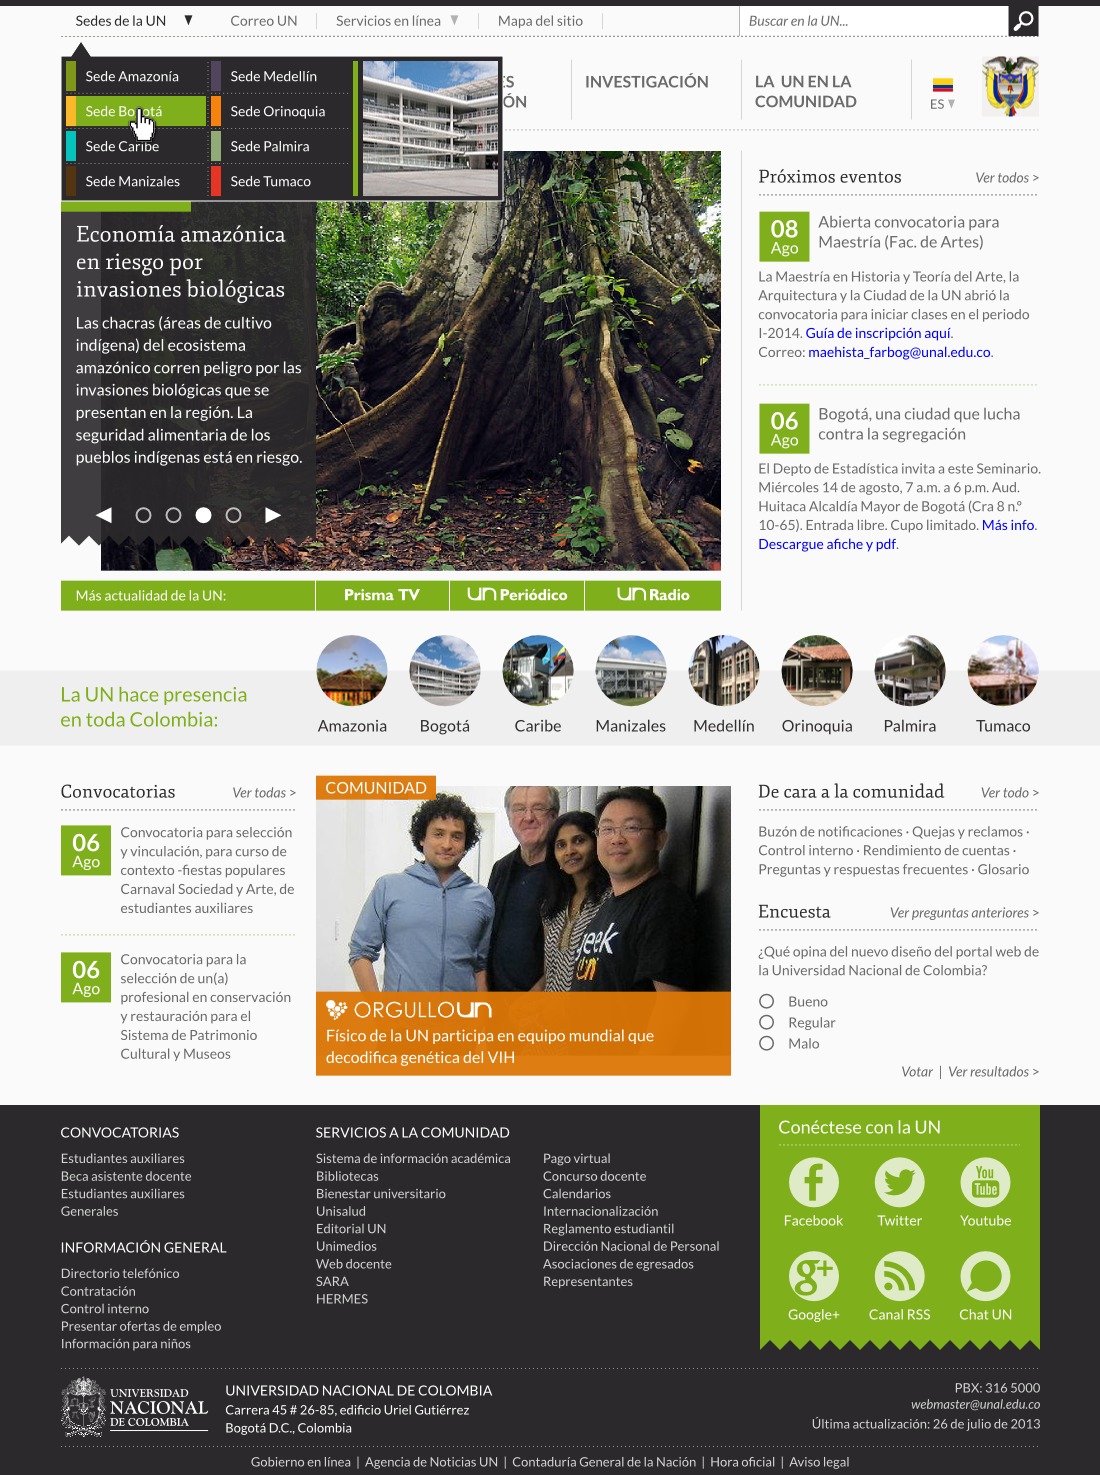 Sedes de la UN ▼
Correo UN
Servicios en línea ▼
Mapa del sitio
Buscar en la UN...
Sede Amazonía
Sede Medellín
Sede Bogotá
Sede Orinoquia
Sede Caribe
Sede Palmira
Sede Manizales
Sede Tumaco
INVESTIGACIÓN
LA UN EN LA
COMUNIDAD
ES ▼
Economía amazónica
en riesgo por
invasiones biológicas
Las chacras (áreas de cultivo
indígena) del ecosistema
amazónico corren peligro por las
invasiones biológicas que se
presentan en la región. La
seguridad alimentaria de los
pueblos indígenas está en riesgo.
Más actualidad de la UN:
Prisma TV
un Periódico
un Radio
Próximos eventos
Ver todos >
08
Ago
Abierta convocatoria para
Maestría (Fac. de Artes)
La Maestría en Historia y Teoría del Arte, la
Arquitectura y la Ciudad de la UN abrió la
convocatoria para iniciar clases en el periodo
I-2014. Guía de inscripción aquí.
Correo: maehista_farbog@unal.edu.co.
06
Ago
Bogotá, una ciudad que lucha
contra la segregación
El Depto de Estadística invita a este Seminario.
Miércoles 14 de agosto, 7 a.m. a 6 p.m. Aud.
Huitaca Alcaldía Mayor de Bogotá (Cra 8 n.º
10-65). Entrada libre. Cupo limitado. Más info.
Descargue afiche y pdf.
La UN hace presencia
en toda Colombia:
Amazonia
Bogotá
Caribe
Manizales
Medellín
Orinoquia
Palmira
Tumaco
Convocatorias
Ver todas >
06
Ago
Convocatoria para selección
y vinculación, para curso de
contexto -fiestas populares
Carnaval Sociedad y Arte, de
estudiantes auxiliares
06
Ago
Convocatoria para la
selección de un(a)
profesional en conservación
y restauración para el
Sistema de Patrimonio
Cultural y Museos
COMUNIDAD
geek
un
ORGULLOun
Físico de la UN participa en equipo mundial que
decodifica genética del VIH
De cara a la comunidad
Ver todo >
Buzón de notificaciones · Quejas y reclamos ·
Control interno · Rendimiento de cuentas ·
Preguntas y respuestas frecuentes · Glosario
Encuesta
Ver preguntas anteriores >
¿Qué opina del nuevo diseño del portal web de
la Universidad Nacional de Colombia?
Bueno
Regular
Malo
Votar | Ver resultados >
CONVOCATORIAS
Estudiantes auxiliares
Beca asistente docente
Estudiantes auxiliares
Generales
INFORMACIÓN GENERAL
Directorio telefónico
Contratación
Control interno
Presentar ofertas de empleo
Información para niños
SERVICIOS A LA COMUNIDAD
Sistema de información académica
Bibliotecas
Bienestar universitario
Unisalud
Editorial UN
Unimedios
Web docente
SARA
HERMES
Pago virtual
Concurso docente
Calendarios
Internacionalización
Reglamento estudiantil
Dirección Nacional de Personal
Asociaciones de egresados
Representantes
Conéctese con la UN
Facebook
Twitter
You
Tube
Youtube
g+
Google+
Canal RSS
Chat UN
UNIVERSIDAD
NACIONAL
DE COLOMBIA
UNIVERSIDAD NACIONAL DE COLOMBIA
Carrera 45 # 26-85, edificio Uriel Gutiérrez
Bogotá D.C., Colombia
PBX: 316 5000
webmaster@unal.edu.co
Última actualización: 26 de julio de 2013
Gobierno en línea | Agencia de Noticias UN | Contaduría General de la Nación | Hora oficial | Aviso legal